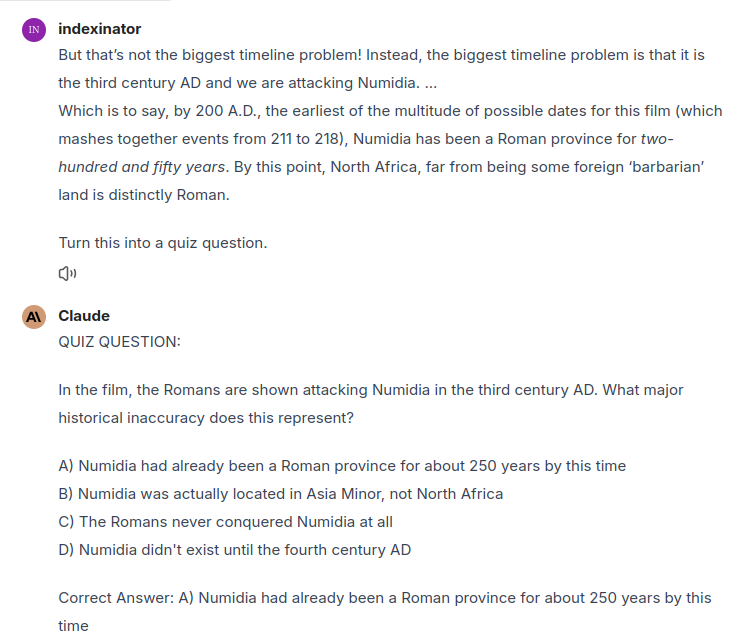 IN
indexinator
But that’s not the biggest timeline problem! Instead, the biggest timeline problem is that it is
the third century AD and we are attacking Numidia. ...
Which is to say, by 200 A.D., the earliest of the multitude of possible dates for this film (which
mashes together events from 211 to 218), Numidia has been a Roman province for two-
hundred and fifty years. By this point, North Africa, far from being some foreign ‘barbarian’
land is distinctly Roman.
Turn this into a quiz question.
A\
Claude
QUIZ QUESTION:
In the film, the Romans are shown attacking Numidia in the third century AD. What major
historical inaccuracy does this represent?
A) Numidia had already been a Roman province for about 250 years by this time
B) Numidia was actually located in Asia Minor, not North Africa
C) The Romans never conquered Numidia at all
D) Numidia didn't exist until the fourth century AD
Correct Answer: A) Numidia had already been a Roman province for about 250 years by this
time